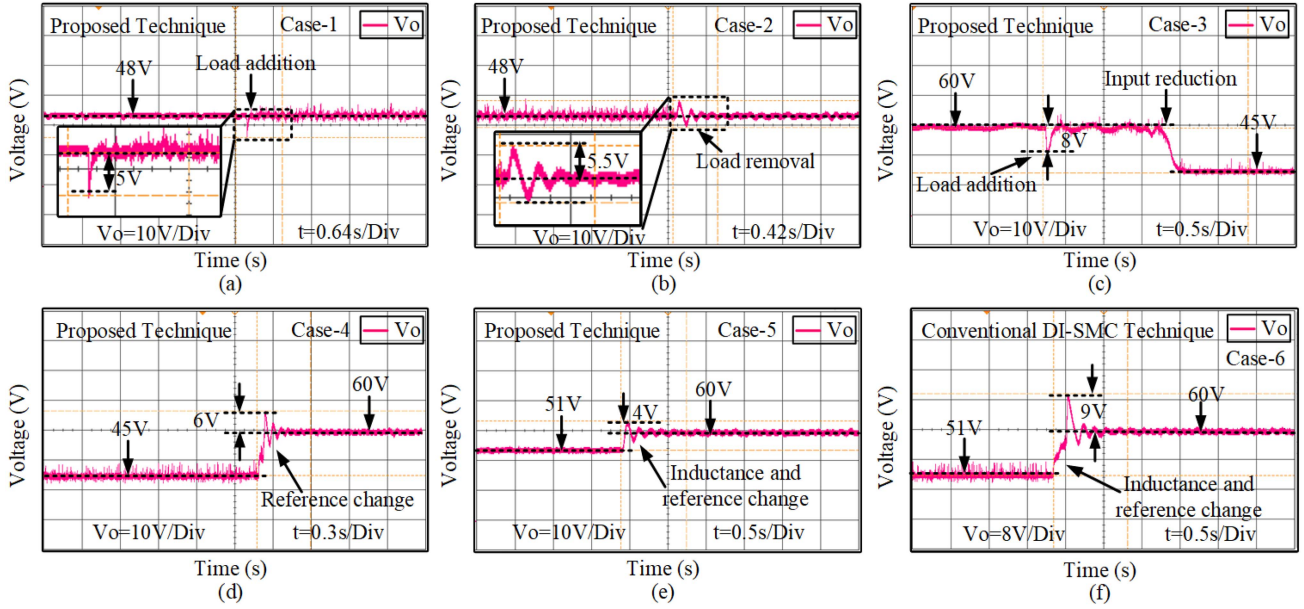 Proposed Technique Case-1 Vo
48V
Load addition
5V
Vo=10V/Div t=0.64s/Div
Voltage (V)
Time (s)
(a)
Proposed Technique Case-2 Vo
48V
5.5V
Load removal
Vo=10V/Div t=0.42s/Div
Voltage (V)
Time (s)
(b)
Proposed Technique Case-3 Vo
60V
Input reduction
8V
45V
Load addition
Vo=10V/Div t=0.5s/Div
Voltage (V)
Time (s)
(c)
Proposed Technique Case-4 Vo
60V
6V
45V
Reference change
Vo=10V/Div t=0.3s/Div
Voltage (V)
Time (s)
(d)
Proposed Technique Case-5 Vo
51V
4V
60V
Inductance and
reference change
Vo=10V/Div t=0.5s/Div
Voltage (V)
Time (s)
(e)
Conventional DI-SMC Technique Vo
Case-6
60V
9V
51V
Inductance and
reference change
Vo=8V/Div t=0.5s/Div
Voltage (V)
Time (s)
(f)